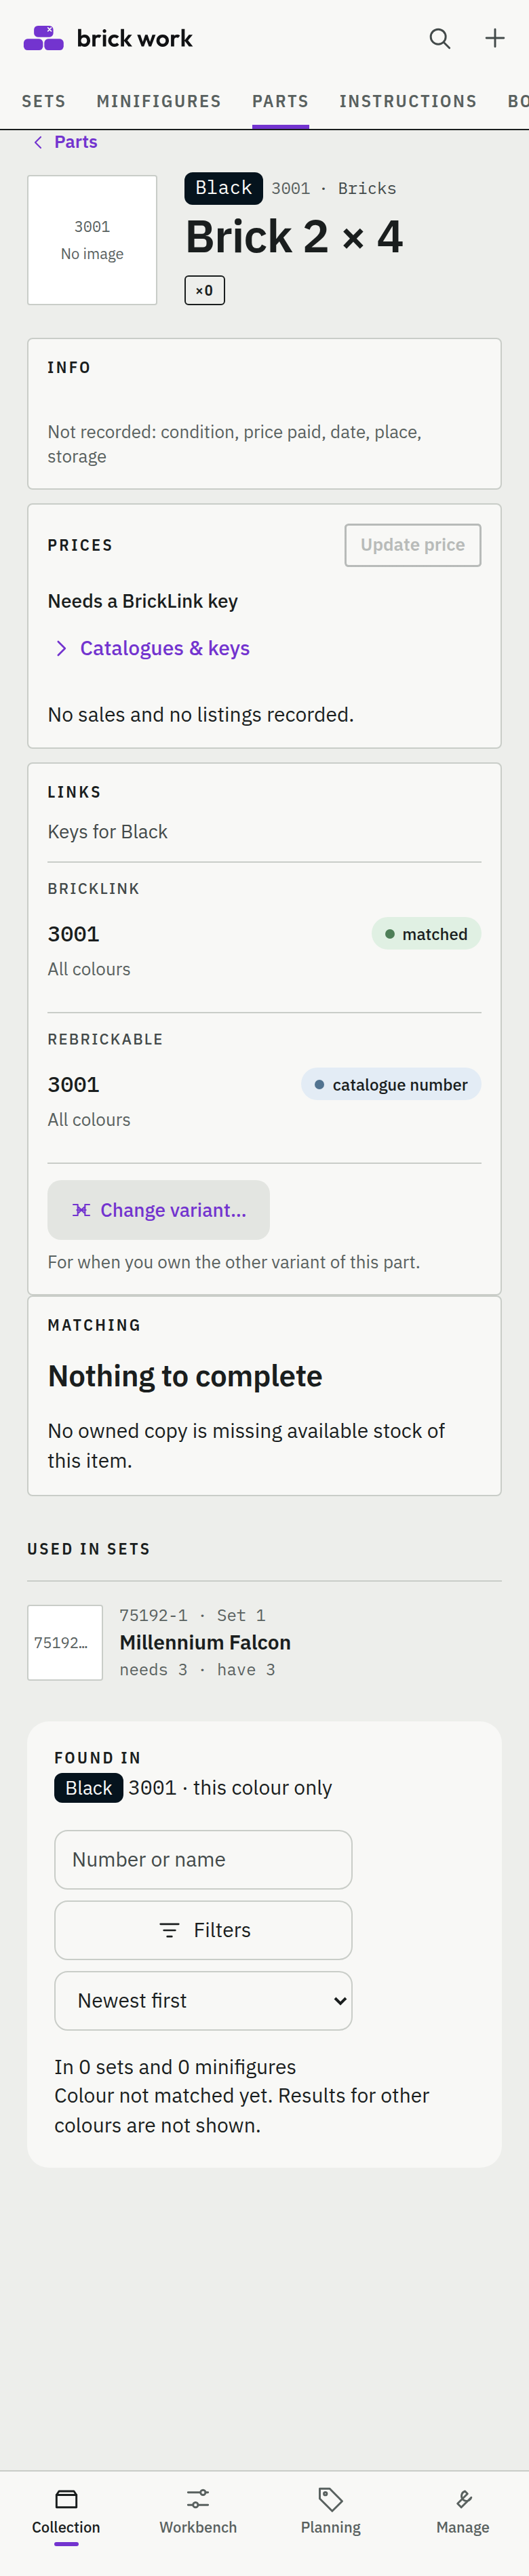 brick work
SETS MINIFIGURES PARTS INSTRUCTIONS BO
Parts
3001
No image
Black 3001 · Bricks
Brick 2 × 4
×0
INFO
Not recorded: condition, price paid, date, place,
storage
PRICES
Update price
Needs a BrickLink key
Catalogues & keys
No sales and no listings recorded.
LINKS
Keys for Black
BRICKLINK
3001
matched
All colours
REBRICKABLE
3001
catalogue number
All colours
Change variant…
For when you own the other variant of this part.
MATCHING
Nothing to complete
No owned copy is missing available stock of
this item.
USED IN SETS
75192…
75192-1 · Set 1
Millennium Falcon
needs 3 · have 3
FOUND IN
Black 3001 · this colour only
Number or name
Filters
Newest first
In 0 sets and 0 minifigures
Colour not matched yet. Results for other
colours are not shown.
Collection Workbench Planning Manage